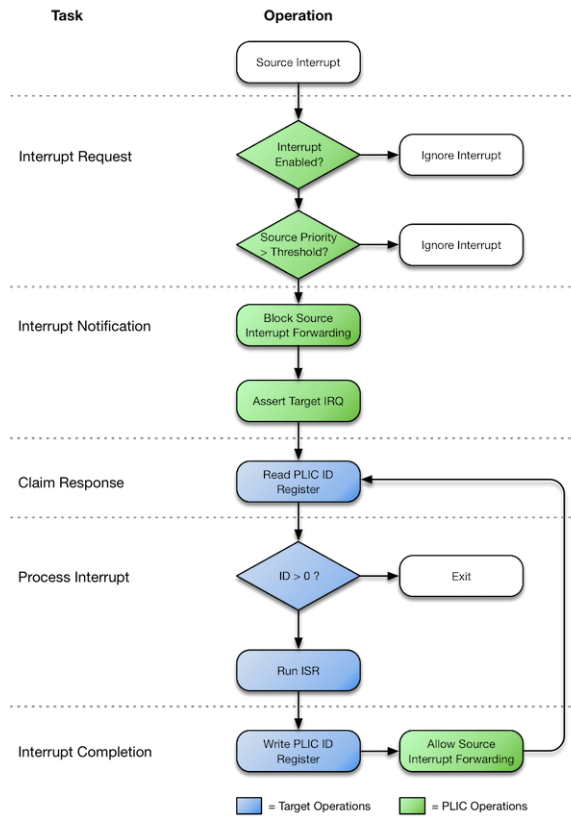 Task
Operation
Source Interrupt
Interrupt Request
Interrupt
Enabled?
Ignore Interrupt
Source Priority
> Threshold?
Ignore Interrupt
Interrupt Notification
Block Source
Interrupt Forwarding
Assert Target IRQ
Claim Response
Read PLIC ID
Register
Process Interrupt
ID > 0 ?
Exit
Run ISR
Interrupt Completion
Write PLIC ID
Register
Allow Source
Interrupt Forwarding
= Target Operations
= PLIC Operations